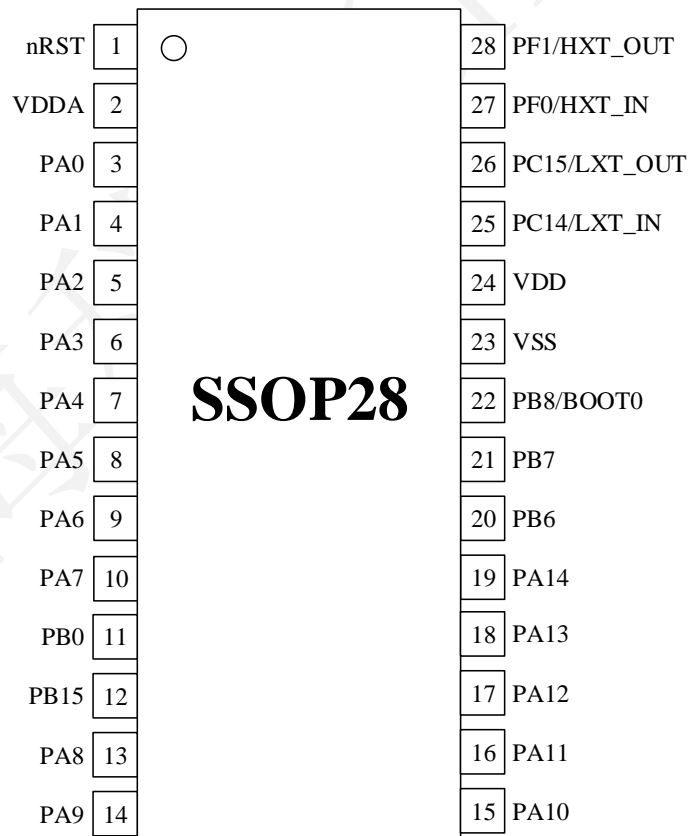 nRST 1 28 PF1/HXT_OUT
VDDA 2 27 PF0/HXT_IN
PA0 3 26 PC15/LXT_OUT
PA1 4 25 PC14/LXT_IN
PA2 5 24 VDD
PA3 6 23 VSS
PA4 7 SSOP28 22 PB8/BOOT0
PA5 8 21 PB7
PA6 9 20 PB6
PA7 10 19 PA14
PB0 11 18 PA13
PB15 12 17 PA12
PA8 13 16 PA11
PA9 14 15 PA10